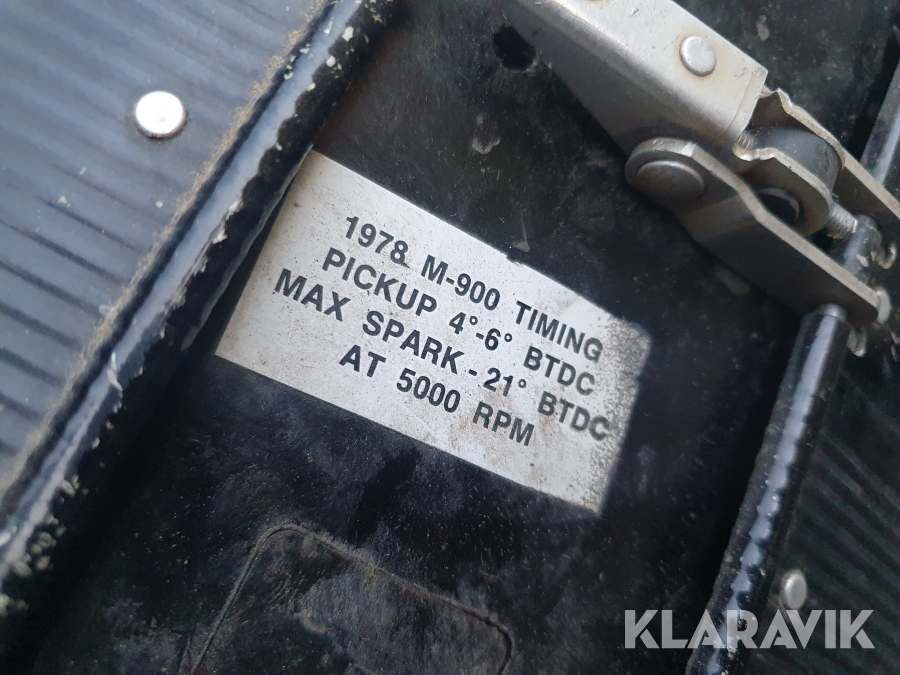 1978 M-900 TIMING
PICKUP 4°-6° BTDC
MAX SPARK - 21° BTDC
AT 5000 RPM
KLARAVIK